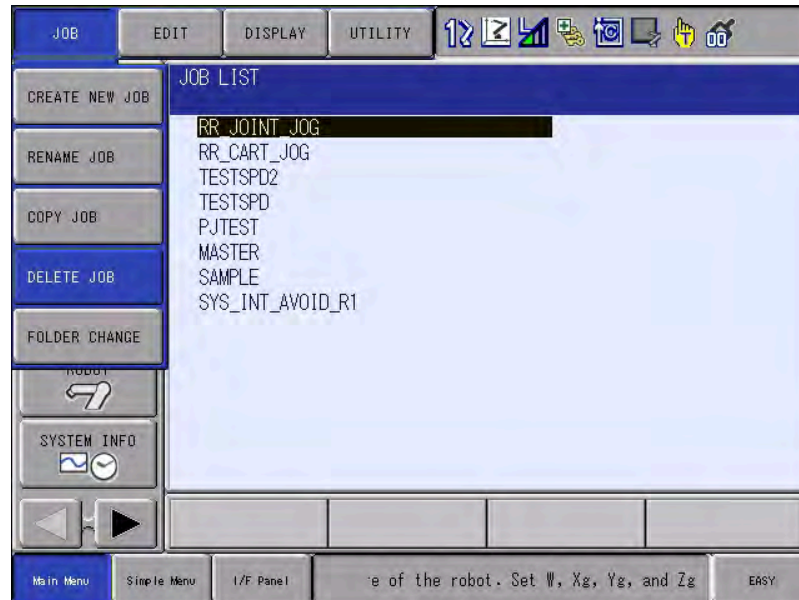 JOB EDIT DISPLAY UTILITY
CREATE NEW JOB
RENAME JOB
COPY JOB
DELETE JOB
FOLDER CHANGE
ROBOT
SYSTEM INFO
JOB LIST
RR_JOINT_JOG
RR_CART_JOG
TESTSPD2
TESTSPD
PJTEST
MASTER
SAMPLE
SYS_INT_AVOID_R1
Main Menu Simple Menu I/F Panel e of the robot. Set W, Xg, Yg, and Zg EASY